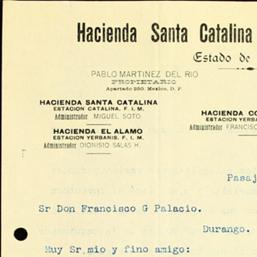 Hacienda Santa Catalina
Estado de
PABLO MARTINEZ DEL RIO
PROPIETARIO
Apartado 250. Mexico, D. F.
HACIENDA SANTA CATALINA
ESTACION CATALINA, F. I. M.
Administrador MIGUEL SOTO.
HACIENDA EL ALAMO
ESTACION YERBANIS, F. I. M.
Administrador DIONISIO SALAS H.
HACIENDA
ESTACION YERBANIS
Administrador FRANCISCO
Pasaj
Sr Don Francisco G Palacio.
Durango.
Muy Sr mio y fino amigo: